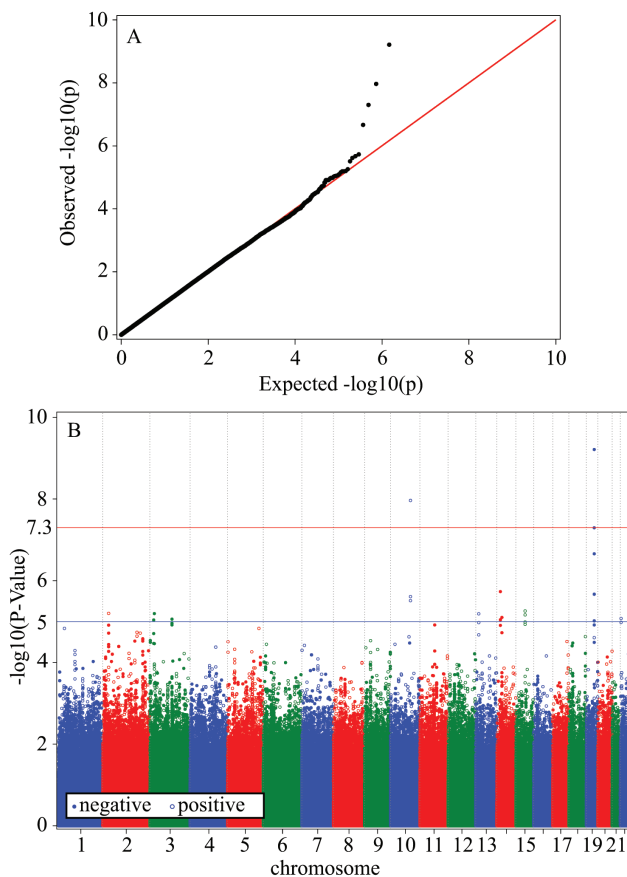 A
10
8
6
4
2
0
Observed -log10(p)
0 2 4 6 8 10
Expected -log10(p)
B
10
8
7.3
6
5
4
2
0
-log10(P-Value)
negative positive
1 2 3 4 5 6 7 8 9 10 11 12 13 15 17 19 21
chromosome